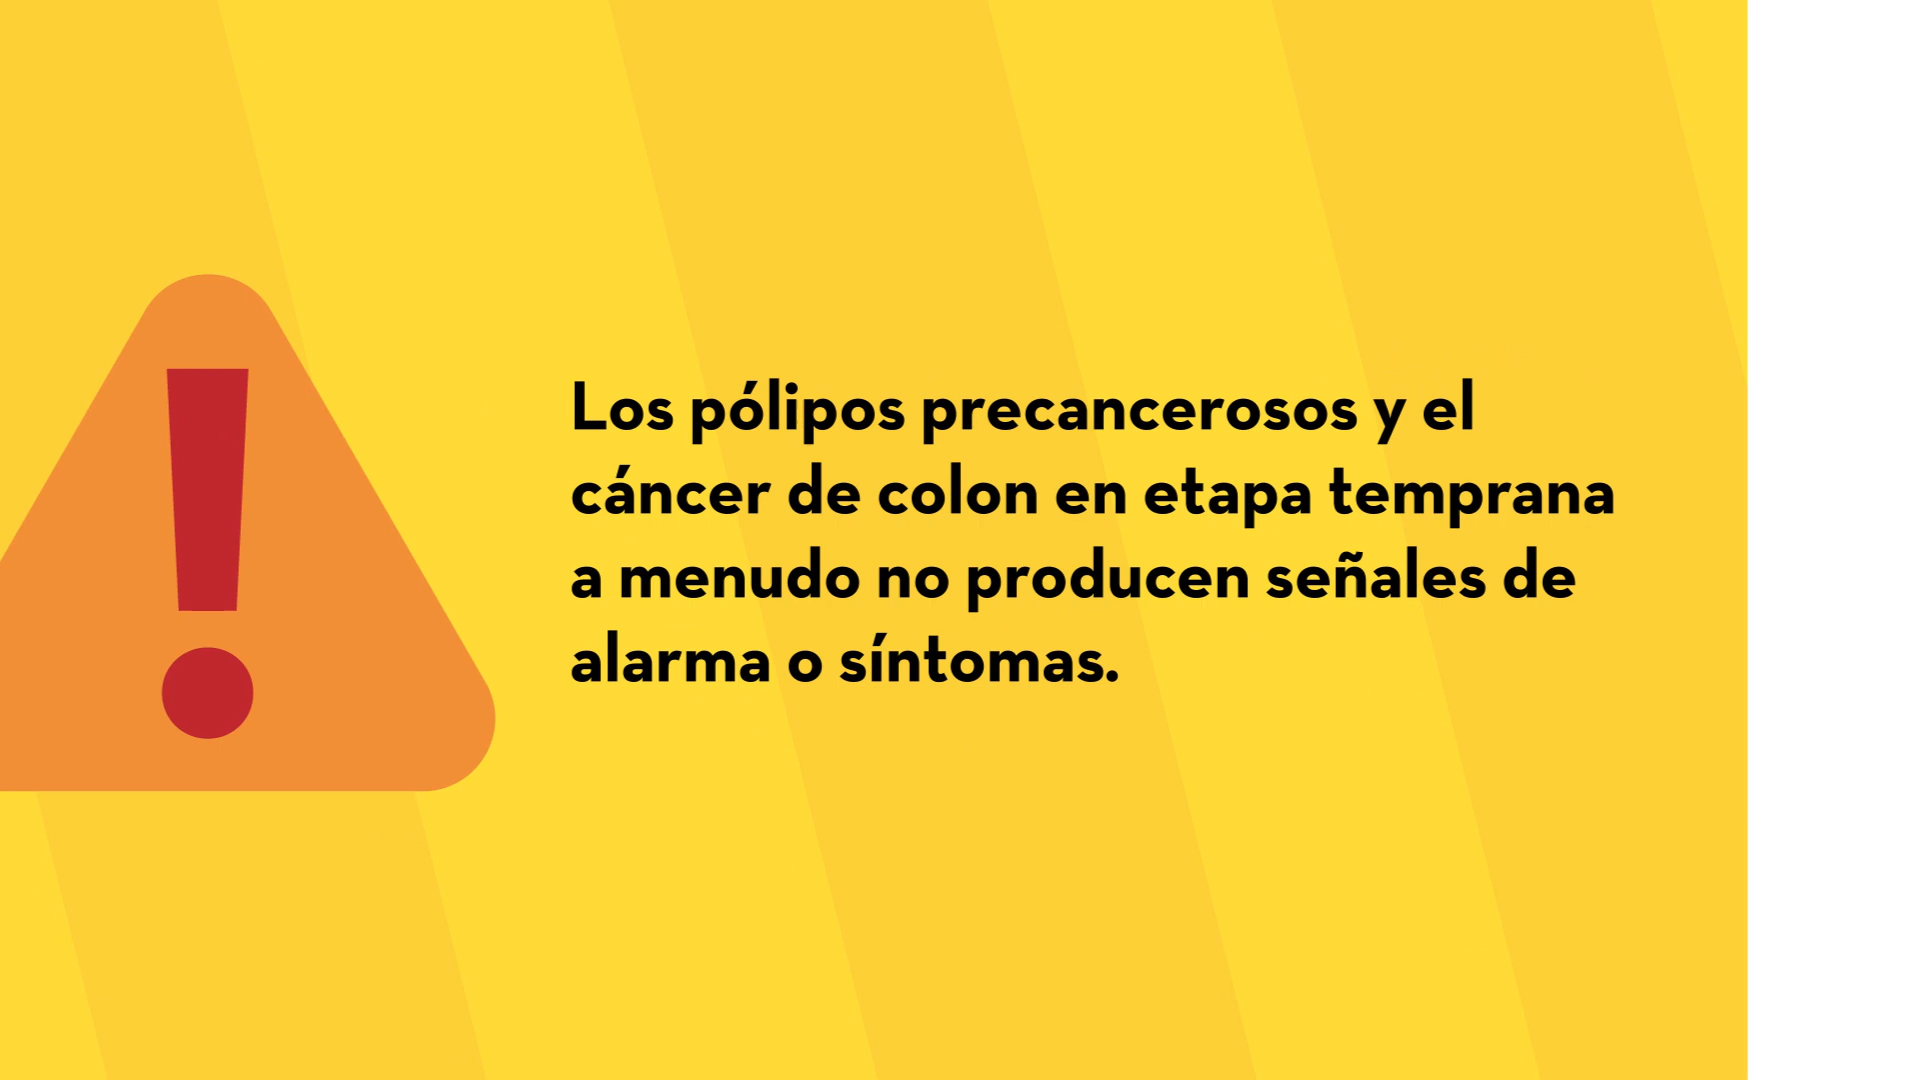 Los pólipos precancerosos y el
cáncer de colon en etapa temprana
a menudo no producen señales de
alarma o síntomas.